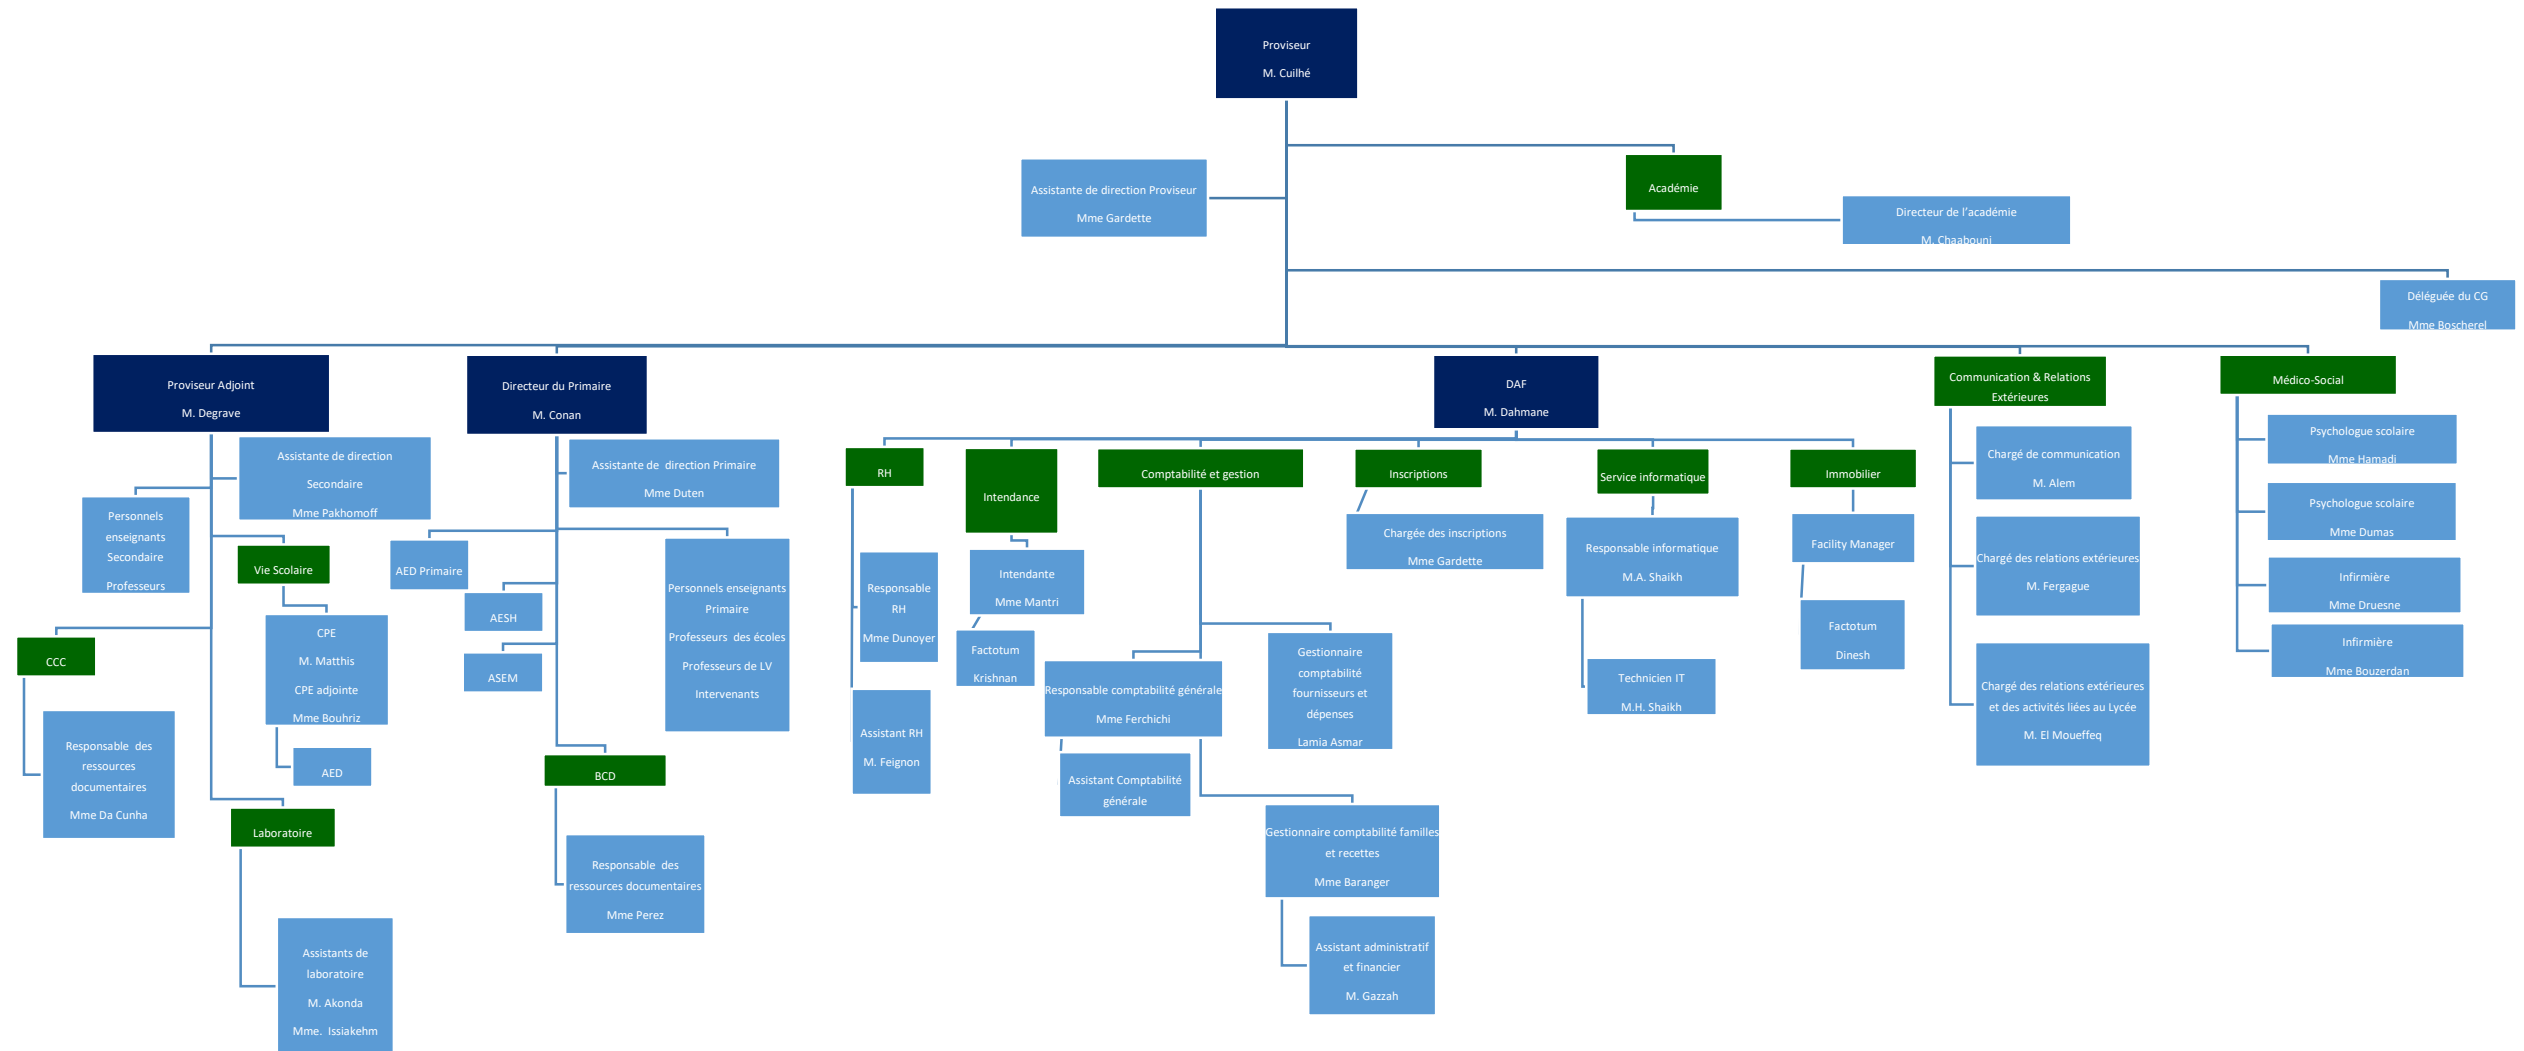 Proviseur
M. Cuilhé
Assistante de direction Proviseur
Mme Gardette
Académie
Directeur de l'académie
M. Chaabouni
Déléguée du CG
Mme Boscherel
Proviseur Adjoint
M. Degrave
Assistante de direction
Secondaire
Mme Pakhomoff
Personnels
enseignants
Secondaire
Professeurs
Vie Scolaire
CPE
M. Matthis
CPE adjointe
Mme Bouhriz
AED
CCC
Responsable des
ressources
documentaires
Mme Da Cunha
Laboratoire
Assistants de
laboratoire
M. Akonda
Mme. Issiakehm
Directeur du Primaire
M. Conan
Assistante de direction Primaire
Mme Duten
AED Primaire
AESH
ASEM
Personnels enseignants
Primaire
Professeurs des écoles
Professeurs de LV
Intervenants
BCD
Responsable des
ressources documentaires
Mme Perez
DAF
M. Dahmane
RH
Responsable
RH
Mme Dunoyer
Assistant RH
M. Feignon
Intendance
Intendante
Mme Mantri
Factotum
Krishnan
Comptabilité et gestion
Responsable comptabilité générale
Mme Ferchichi
Assistant Comptabilité
générale
Gestionnaire
comptabilité
fournisseurs et
dépenses
Lamia Asmar
Gestionnaire comptabilité familles
et recettes
Mme Baranger
Assistant administratif
et financier
M. Gazzah
Inscriptions
Chargée des inscriptions
Mme Gardette
Service informatique
Responsable informatique
M.A. Shaikh
Technicien IT
M.H. Shaikh
Immobilier
Facility Manager
Factotum
Dinesh
Communication & Relations
Extérieures
Chargé de communication
M. Alem
Chargé des relations extérieures
M. Fergague
Chargé des relations extérieures
et des activités liées au Lycée
M. El Moueffeq
Médico-Social
Psychologue scolaire
Mme Hamadi
Psychologue scolaire
Mme Dumas
Infirmière
Mme Druesne
Infirmière
Mme Bouzerdan